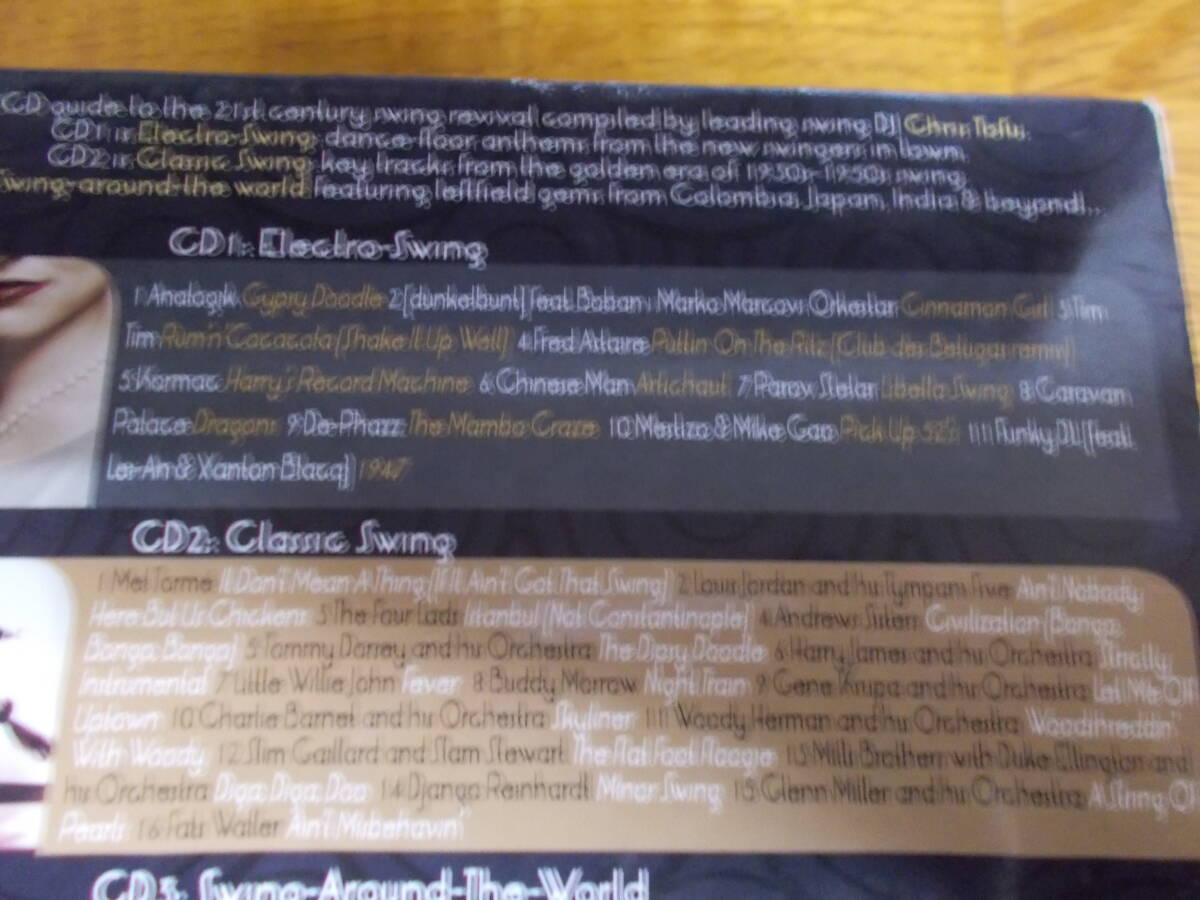 CD guide to the 21st century swing revival compiled by leading swing DJ Chris Tofu.
CD1 is Electro-Swing: dance-floor anthems from the new swingers in town.
CD2 is Classic Swing: key tracks from the golden era of 1930s-1950s swing.
Swing-around-the world featuring leftfield gems from Colombia, Japan, India & beyond!...
CD1: Electro-Swing
1 Analogik Gypsy Doodle 2 [dunkelbunt] [feat. Boban i Marko Marcovi Orkestar Cinnamon Girl 3 Tim
Tim Rum'n' Cocacola (Shake It Up Well) 4 Fred Astaire Puttin On The Ritz (Club des Belugas remix)
5 Kormac Harry's Record Machine 6 Chinese Man Artichaut 7 Parov Stelar Libella Swing 8 Caravan
Palace Dragons 9 De-Phazz The Mambo Craze 10 Mestizo & Mike Gao Pick Up 52's 11 Funky DL [feat.
Lee-Ah & Xantoné Blacq] 1947
CD2: Classic Swing
1 Mel Tormé It Don't Mean A Thing [If It Ain't Got That Swing] 2 Louis Jordan and his Tympani Five Ain't Nobody
Here But Us Chickens 3 The Four Lads Istanbul [Not Constantinople] 4 Andrews Sisters Civilization [Bongo,
Bongo, Bongo] 5 Tommy Dorsey and his Orchestra The Dipsy Doodle 6 Harry James and his Orchestra Strictly
Instrumental 7 Little Willie John Fever 8 Buddy Morrow Night Train 9 Gene Krupa and his Orchestra Let Me Off
Uptown 10 Charlie Barnet and his Orchestra Skyliner 11 Woody Herman and his Orchestra Woodshreddin'
With Woody 12 Slim Gaillard and Slam Stewart The Flat Foot Floogie 13 Mills Brothers with Duke Ellington and
his Orchestra Diga Diga Doo 14 Django Reinhardt Minor Swing 15 Glenn Miller and his Orchestra A String Of
Pearls 16 Fats Waller Ain't Misbehavin'
CD3: Swing-Around-The-World